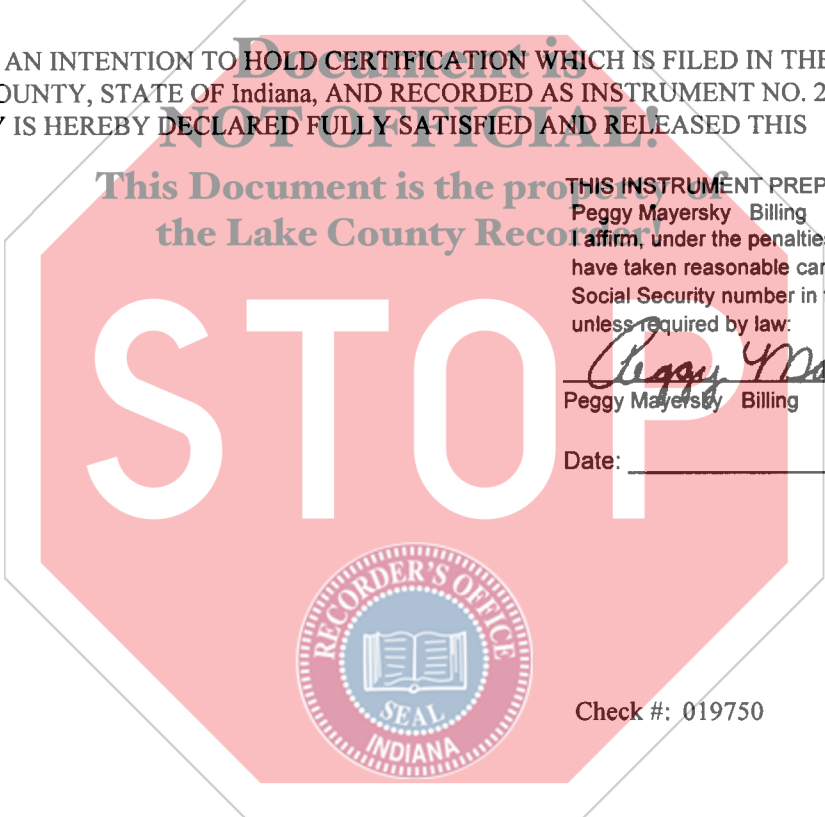 AN INTENTION TO HOLD CERTIFICATION WHICH IS FILED IN THE
OUNTY, STATE OF Indiana, AND RECORDED AS INSTRUMENT NO. 2
Y IS HEREBY DECLARED FULLY SATISFIED AND RELEASED THIS
Document is
NOT OFFICIAL!
This Document is the property of
the Lake County Recorder!
THIS INSTRUMENT PREP
Peggy Mayersky Billing
I affirm, under the penalties
have taken reasonable car
Social Security number in
unless required by law:
Peggy Ma
Peggy Mayersky Billing
Date:
STOP
RECORDER'S OFFICE
SEAL
INDIANA
Check #: 019750